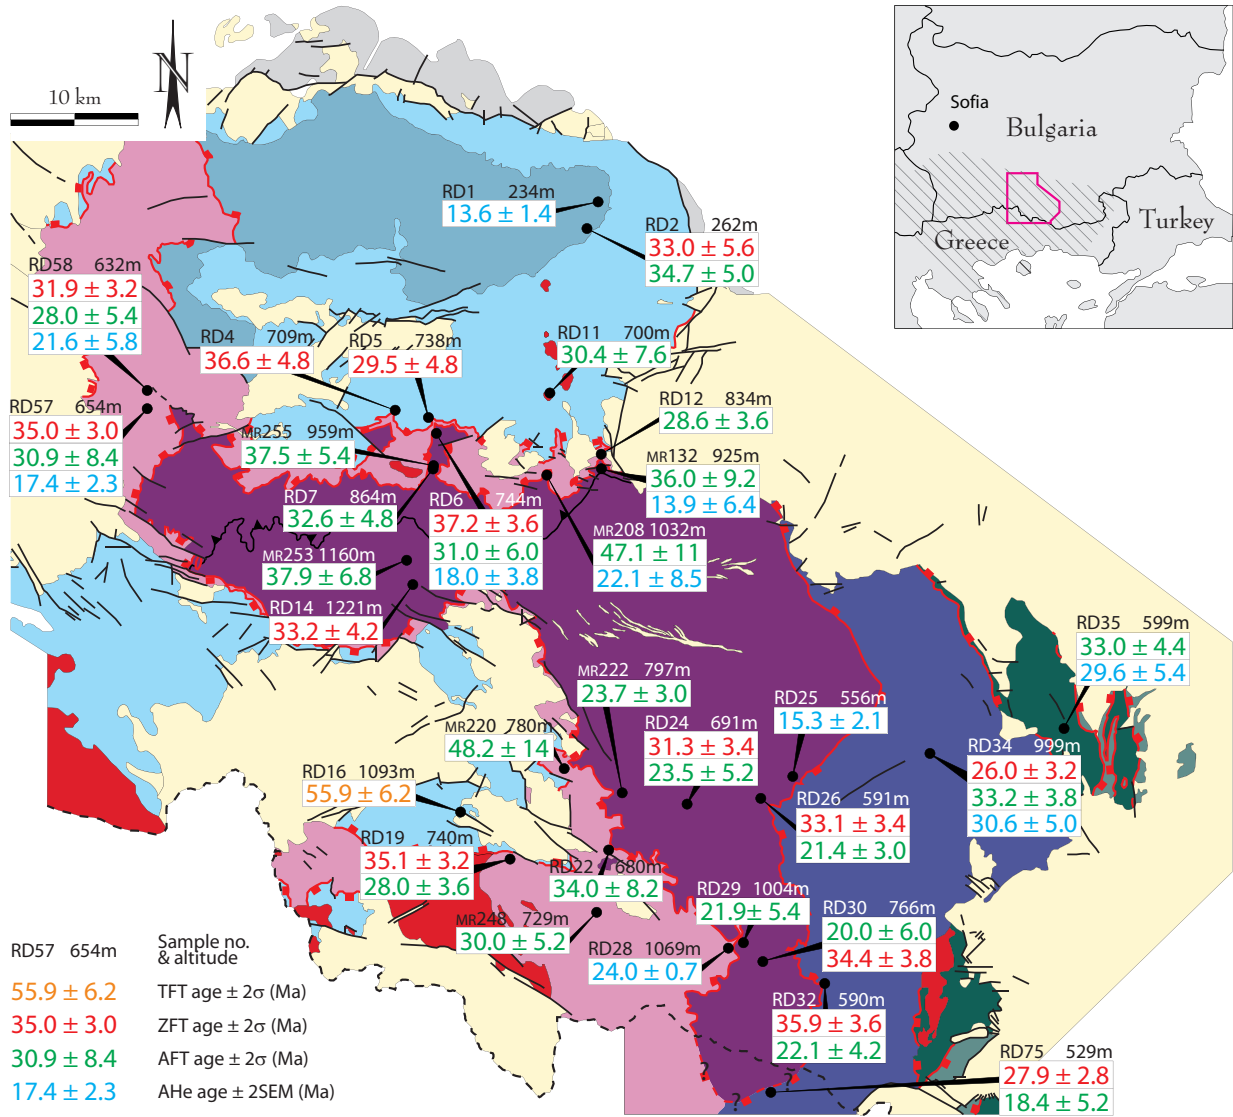 N
10 km
Sofia
Bulgaria
Greece
Turkey
RD1 234m
13.6 ± 1.4
RD2 262m
33.0 ± 5.6
34.7 ± 5.0
RD58 632m
31.9 ± 3.2
28.0 ± 5.4
21.6 ± 5.8
RD4 709m
36.6 ± 4.8
RD5 738m
29.5 ± 4.8
RD11 700m
30.4 ± 7.6
RD57 654m
35.0 ± 3.0
30.9 ± 8.4
17.4 ± 2.3
RD12 834m
28.6 ± 3.6
MR255 959m
37.5 ± 5.4
MR132 925m
36.0 ± 9.2
13.9 ± 6.4
RD7 864m
32.6 ± 4.8
RD6 744m
37.2 ± 3.6
31.0 ± 6.0
18.0 ± 3.8
MR208 1032m
47.1 ± 11
22.1 ± 8.5
MR253 1160m
37.9 ± 6.8
RD14 1221m
33.2 ± 4.2
RD35 599m
33.0 ± 4.4
29.6 ± 5.4
MR222 797m
23.7 ± 3.0
RD25 556m
15.3 ± 2.1
MR220 780m
48.2 ± 14
RD24 691m
31.3 ± 3.4
23.5 ± 5.2
RD34 999m
26.0 ± 3.2
33.2 ± 3.8
30.6 ± 5.0
RD16 1093m
55.9 ± 6.2
RD26 591m
33.1 ± 3.4
21.4 ± 3.0
RD19 740m
35.1 ± 3.2
28.0 ± 3.6
RD22 680m
34.0 ± 8.2
RD29 1004m
21.9± 5.4
RD30 766m
20.0 ± 6.0
34.4 ± 3.8
MR248 729m
30.0 ± 5.2
RD28 1069m
24.0 ± 0.7
RD32 590m
35.9 ± 3.6
22.1 ± 4.2
RD75 529m
27.9 ± 2.8
18.4 ± 5.2
? ?
?
RD57 654m Sample no. & altitude
55.9 ± 6.2 TFT age ± 2σ (Ma)
35.0 ± 3.0 ZFT age ± 2σ (Ma)
30.9 ± 8.4 AFT age ± 2σ (Ma)
17.4 ± 2.3 AHe age ± 2SEM (Ma)